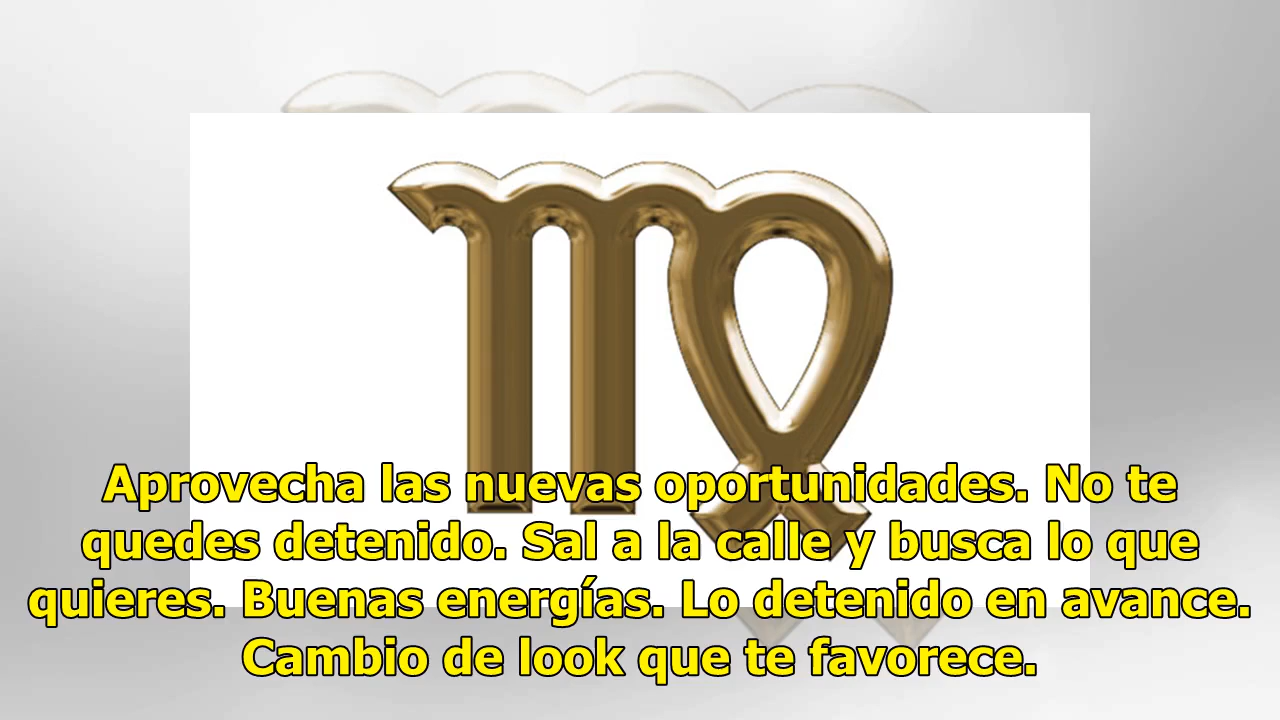 Aprovecha las nuevas oportunidades. No te
quedes detenido. Sal a la calle y busca lo que
quieres. Buenas energías. Lo detenido en avance.
Cambio de look que te favorece.